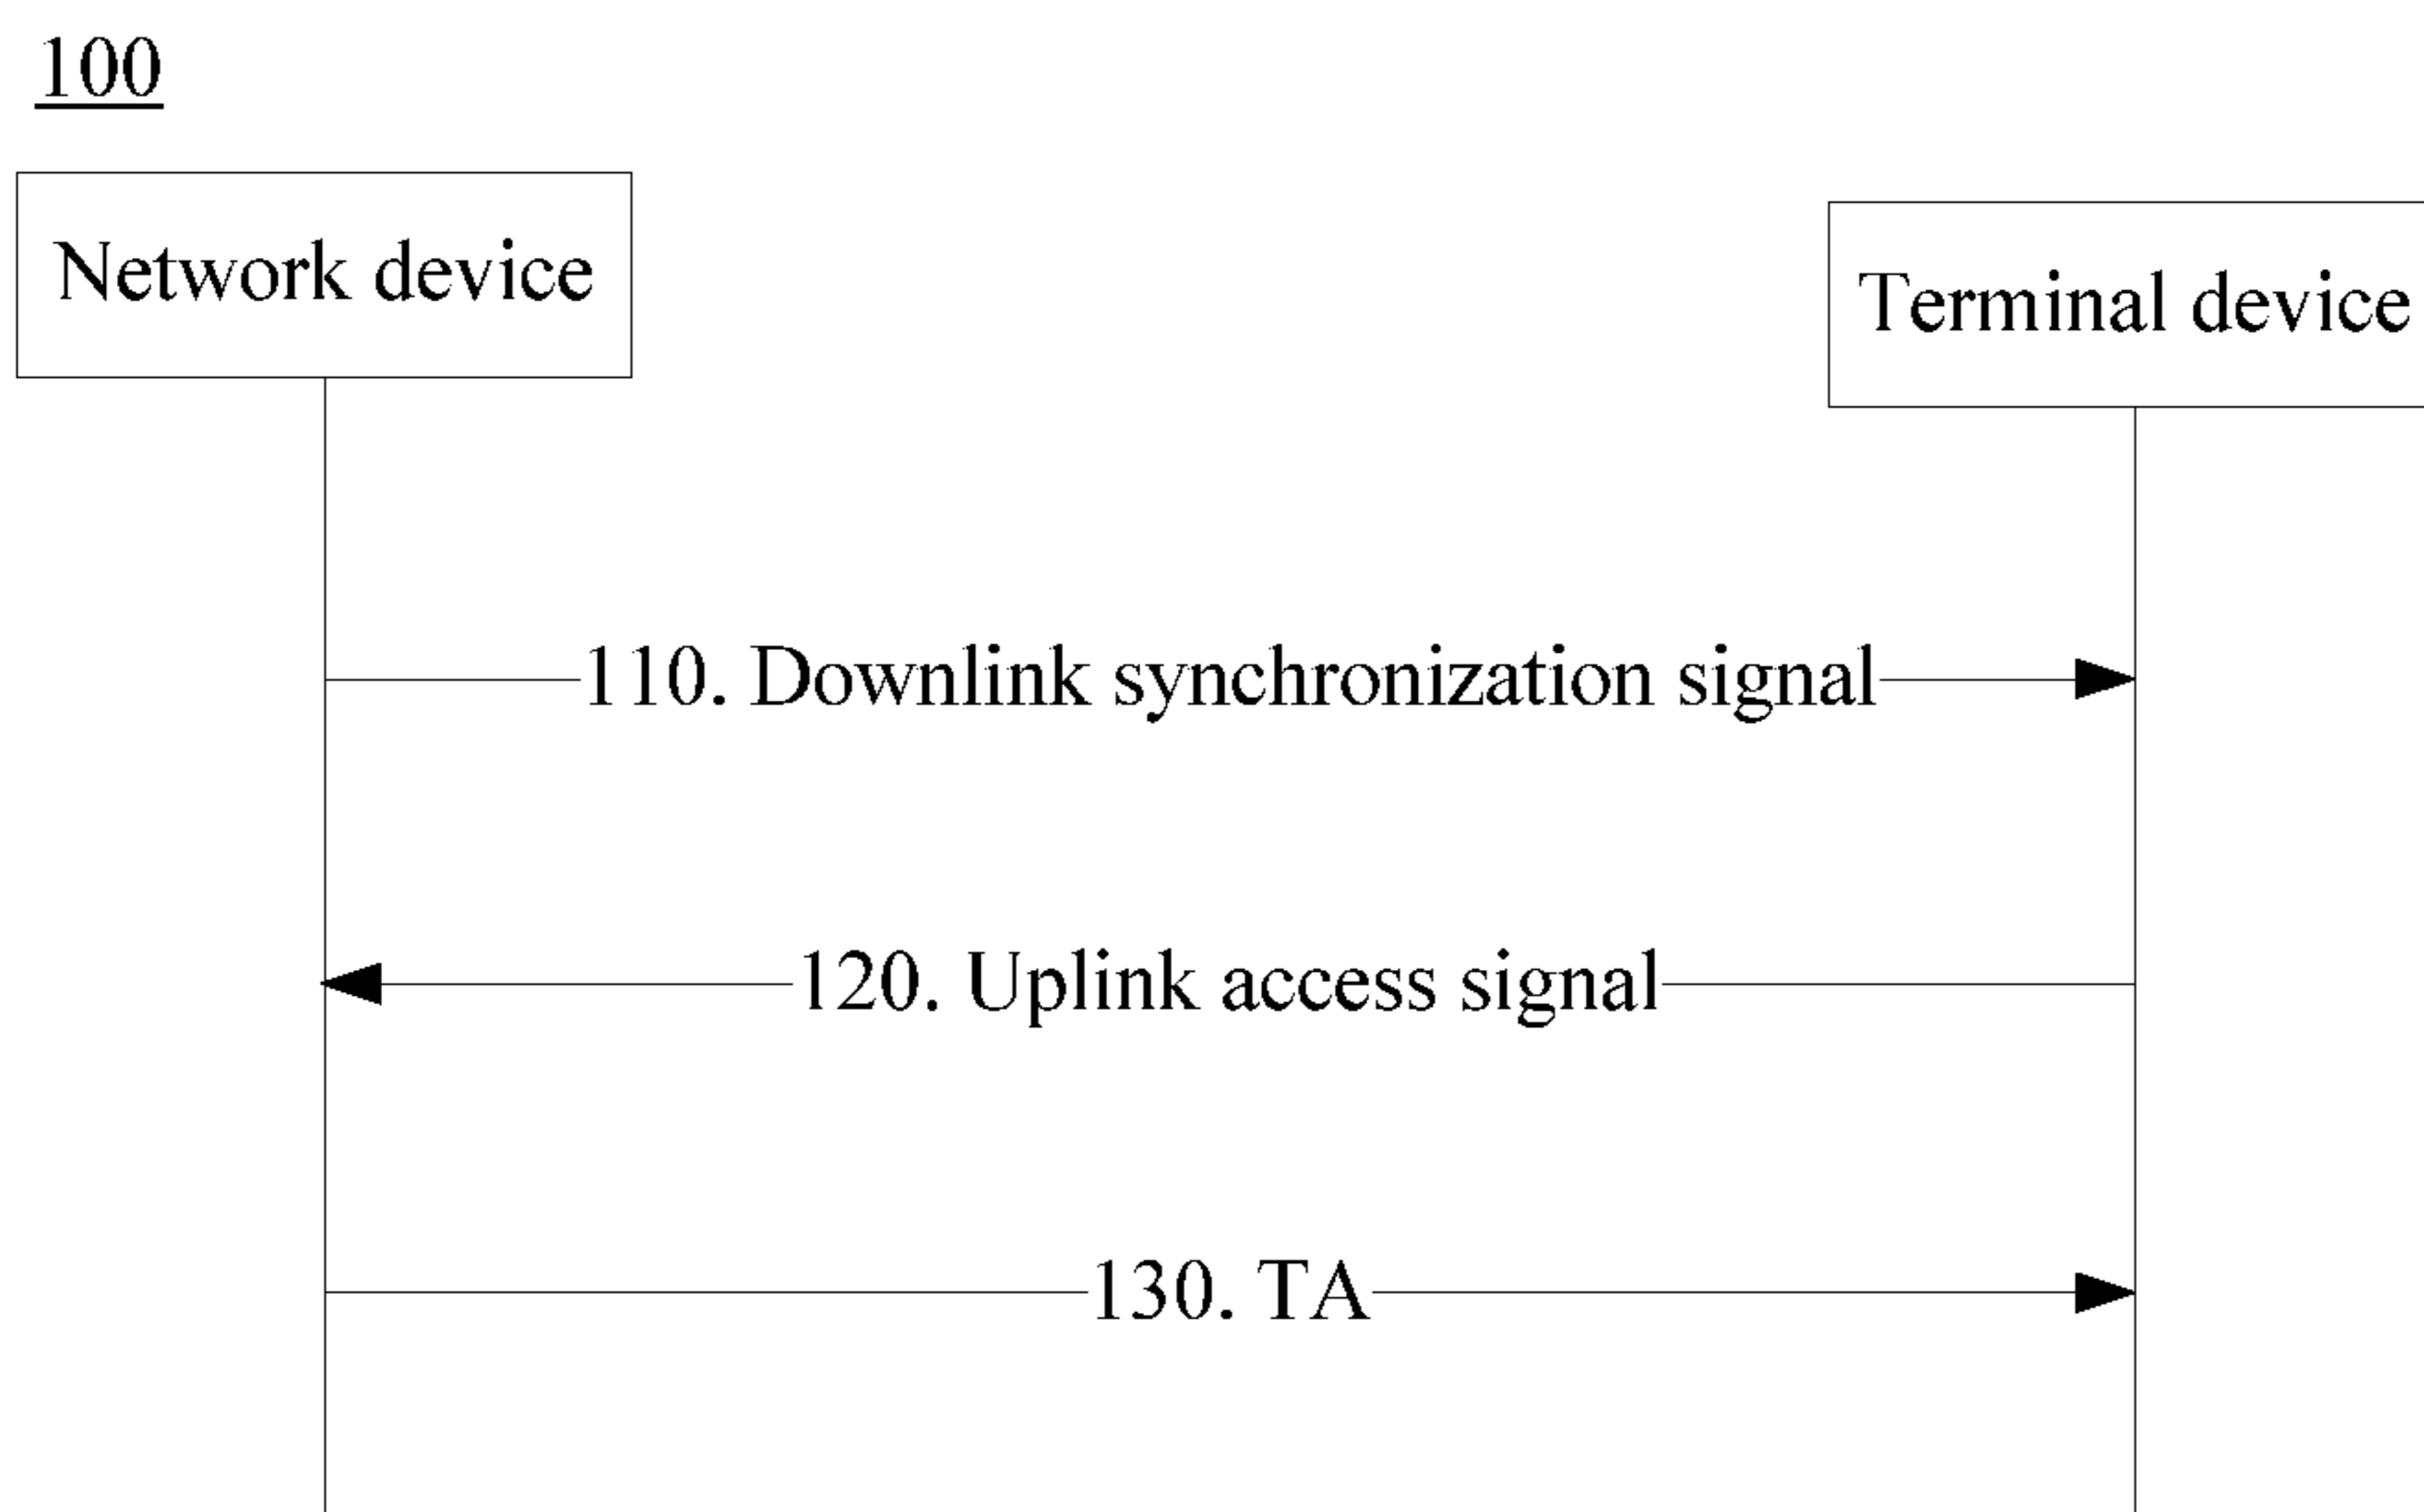 100
Network device
Terminal device
110. Downlink synchronization signal
120. Uplink access signal
130. TA